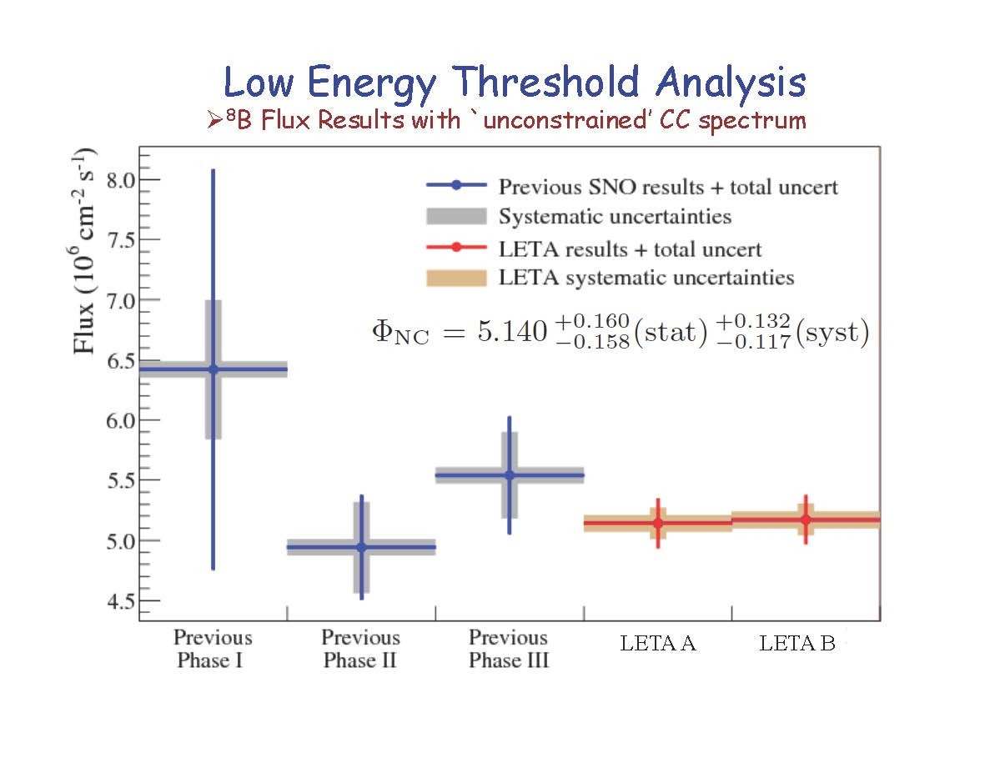 Low Energy Threshold Analysis
➢⁸B Flux Results with `unconstrained' CC spectrum
Flux (10⁶ cm⁻² s⁻¹)
8.0
7.5
7.0
6.5
6.0
5.5
5.0
4.5
Previous SNO results + total uncert
Systematic uncertainties
LETA results + total uncert
LETA systematic uncertainties
Φ_NC = 5.140 +0.160 −0.158 (stat) +0.132 −0.117 (syst)
Previous Phase I
Previous Phase II
Previous Phase III
LETA A
LETA B